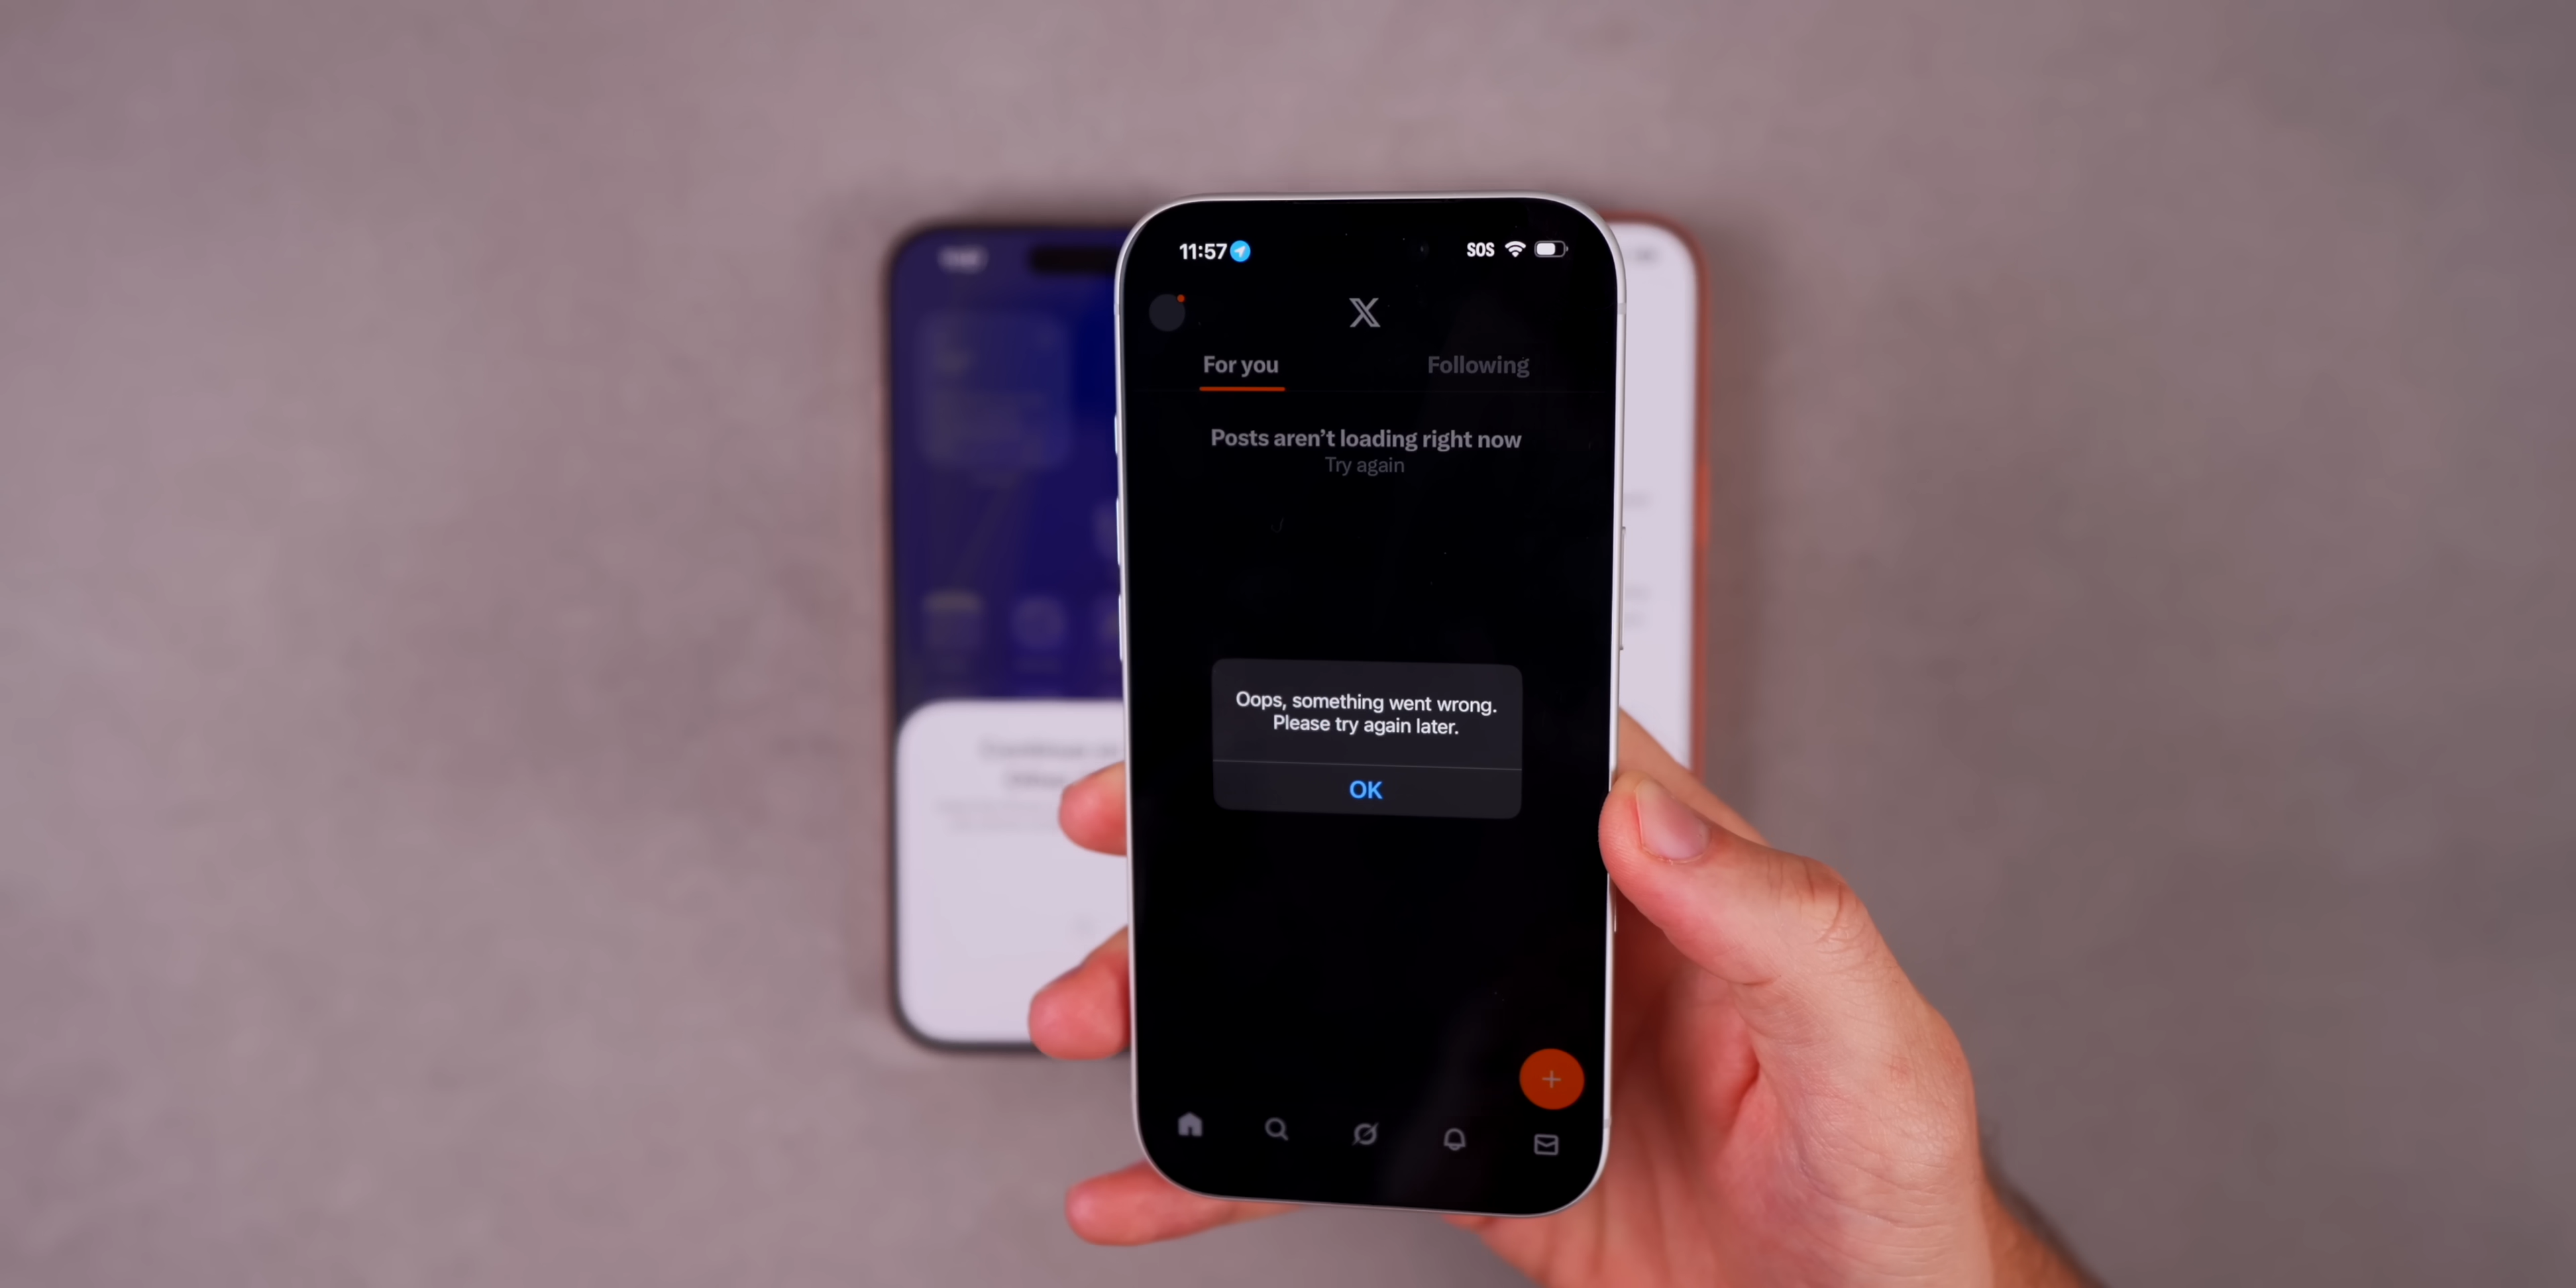 11:57
SOS
X
For you
Following
Posts aren’t loading right now
Try again
Oops, something went wrong.
Please try again later.
OK